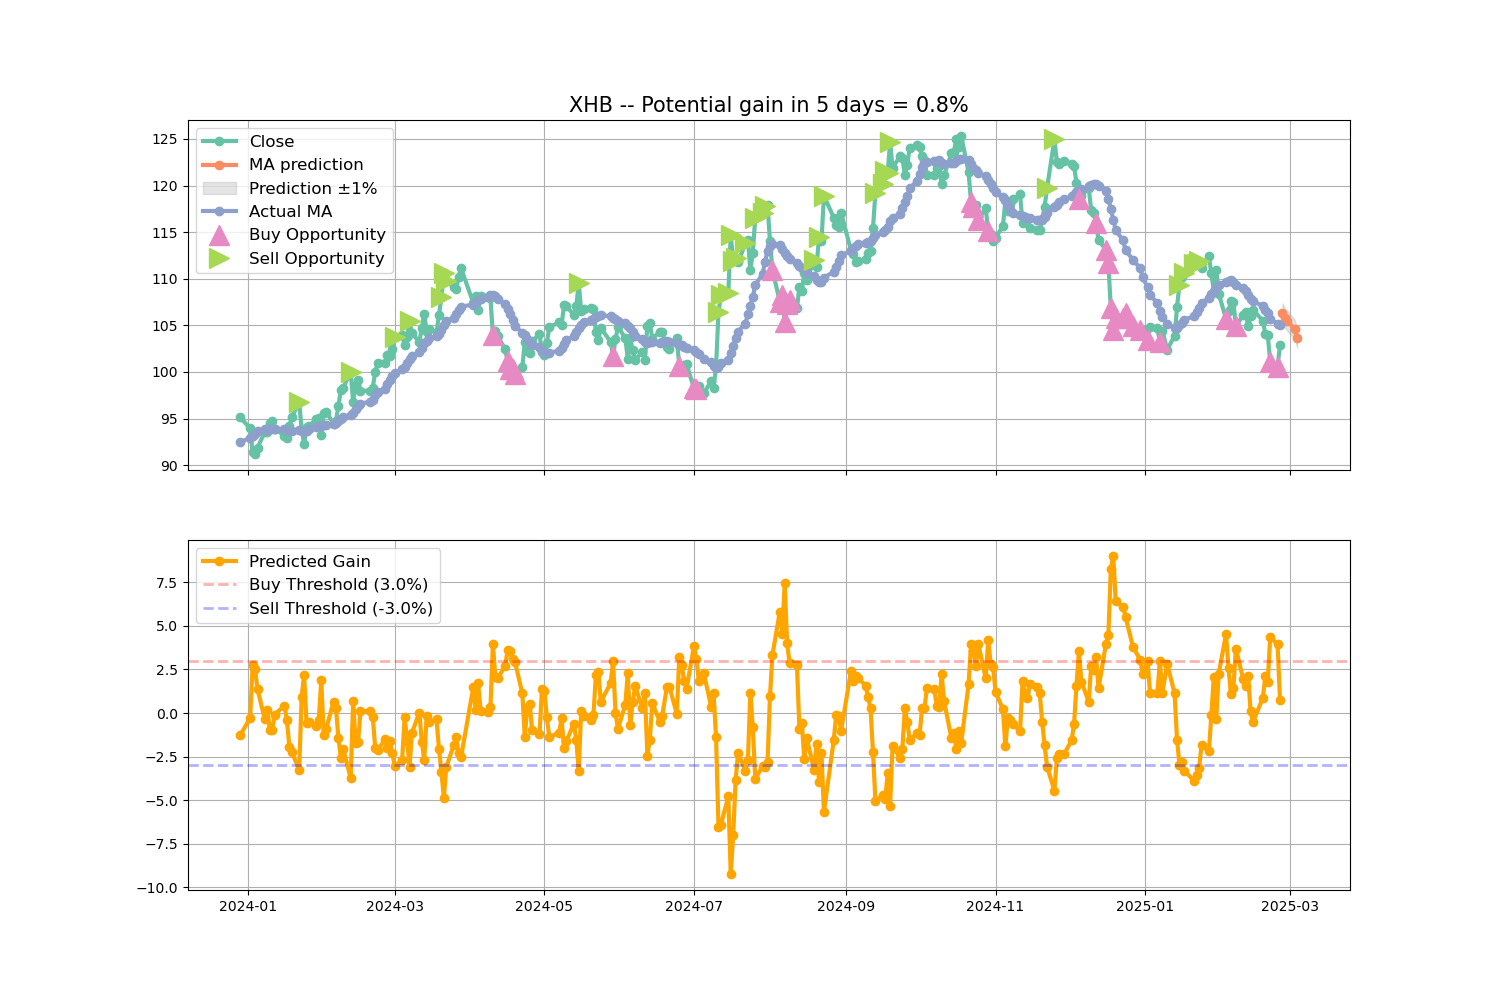 XHB -- Potential gain in 5 days = 0.8%
125
120
115
110
105
100
95
90
Close
MA prediction
Prediction ±1%
Actual MA
Buy Opportunity
Sell Opportunity
7.5
5.0
2.5
0.0
−2.5
−5.0
−7.5
−10.0
Predicted Gain
Buy Threshold (3.0%)
Sell Threshold (-3.0%)
2024-01
2024-03
2024-05
2024-07
2024-09
2024-11
2025-01
2025-03